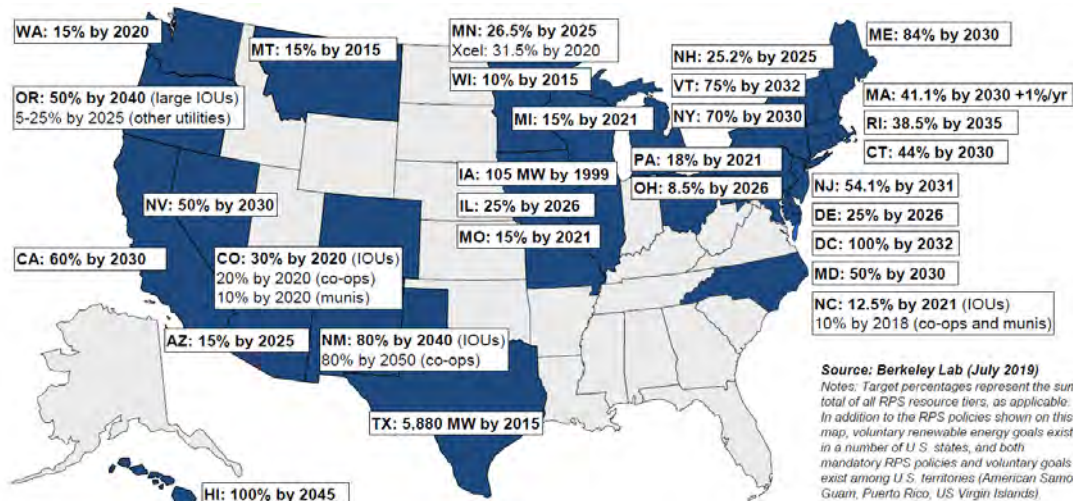 WA: 15% by 2020
MT: 15% by 2015
MN: 26.5% by 2025
Xcel: 31.5% by 2020
ME: 84% by 2030
NH: 25.2% by 2025
WI: 10% by 2015
VT: 75% by 2032
OR: 50% by 2040 (large IOUs)
5-25% by 2025 (other utilities)
MA: 41.1% by 2030 +1%/yr
MI: 15% by 2021
NY: 70% by 2030
RI: 38.5% by 2035
CT: 44% by 2030
PA: 18% by 2021
IA: 105 MW by 1999
OH: 8.5% by 2026
NJ: 54.1% by 2031
NV: 50% by 2030
IL: 25% by 2026
DE: 25% by 2026
MO: 15% by 2021
DC: 100% by 2032
CA: 60% by 2030
CO: 30% by 2020 (IOUs)
20% by 2020 (co-ops)
10% by 2020 (munis)
MD: 50% by 2030
NC: 12.5% by 2021 (IOUs)
10% by 2018 (co-ops and munis)
AZ: 15% by 2025
NM: 80% by 2040 (IOUs)
80% by 2050 (co-ops)
TX: 5,880 MW by 2015
HI: 100% by 2045
Source: Berkeley Lab (July 2019)
Notes: Target percentages represent the sum
total of all RPS resource tiers, as applicable.
In addition to the RPS policies shown on this
map, voluntary renewable energy goals exist
in a number of U.S. states, and both
mandatory RPS policies and voluntary goals
exist among U.S. territories (American Samo
Guam, Puerto Rico, US Virgin Islands)